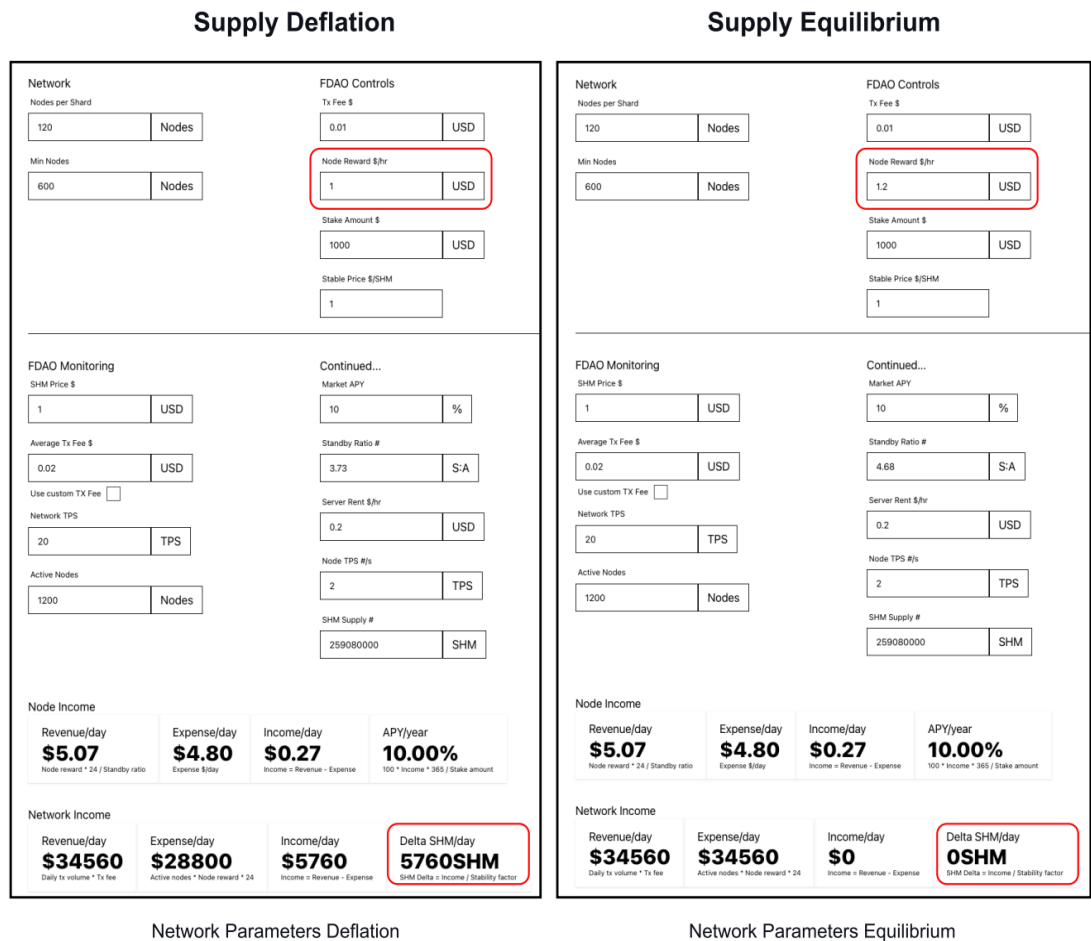 Supply Deflation
Network
Nodes per Shard
120 Nodes
Min Nodes
600 Nodes
FDAO Controls
Tx Fee $
0.01 USD
Node Reward $/hr
1 USD
Stake Amount $
1000 USD
Stable Price $/SHM
1
FDAO Monitoring
SHM Price $
1 USD
Average Tx Fee $
0.02 USD
Use custom TX Fee
Network TPS
20 TPS
Active Nodes
1200 Nodes
Continued...
Market APY
10 %
Standby Ratio #
3.73 S:A
Server Rent $/hr
0.2 USD
Node TPS #/s
2 TPS
SHM Supply #
259080000 SHM
Node Income
Revenue/day
$5.07
Node reward * 24 / Standby ratio
Expense/day
$4.80
Expense $/day
Income/day
$0.27
Income = Revenue - Expense
APY/year
10.00%
100 * Income * 365 / Stake amount
Network Income
Revenue/day
$34560
Daily tx volume * Tx fee
Expense/day
$28800
Active nodes * Node reward * 24
Income/day
$5760
Income = Revenue - Expense
Delta SHM/day
5760SHM
SHM Delta = Income / Stability factor
Network Parameters Deflation
Supply Equilibrium
Network
Nodes per Shard
120 Nodes
Min Nodes
600 Nodes
FDAO Controls
Tx Fee $
0.01 USD
Node Reward $/hr
1.2 USD
Stake Amount $
1000 USD
Stable Price $/SHM
1
FDAO Monitoring
SHM Price $
1 USD
Average Tx Fee $
0.02 USD
Use custom TX Fee
Network TPS
20 TPS
Active Nodes
1200 Nodes
Continued...
Market APY
10 %
Standby Ratio #
4.68 S:A
Server Rent $/hr
0.2 USD
Node TPS #/s
2 TPS
SHM Supply #
259080000 SHM
Node Income
Revenue/day
$5.07
Node reward * 24 / Standby ratio
Expense/day
$4.80
Expense $/day
Income/day
$0.27
Income = Revenue - Expense
APY/year
10.00%
100 * Income * 365 / Stake amount
Network Income
Revenue/day
$34560
Daily tx volume * Tx fee
Expense/day
$34560
Active nodes * Node reward * 24
Income/day
$0
Income = Revenue - Expense
Delta SHM/day
0SHM
SHM Delta = Income / Stability factor
Network Parameters Equilibrium